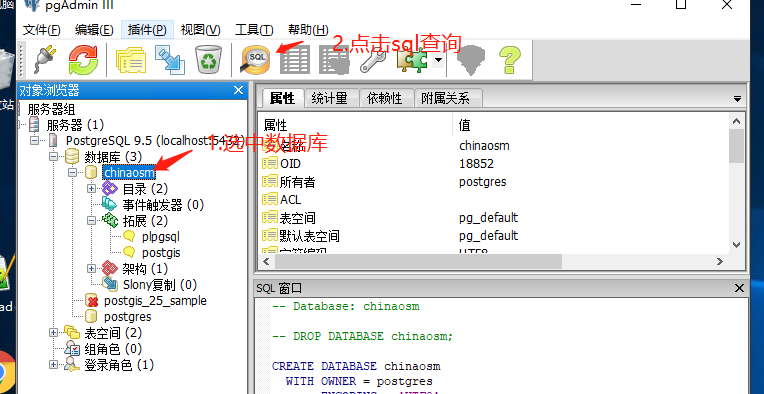 pgAdmin III
文件(F) 编辑(E) 插件(P) 视图(V) 工具(T) 帮助(H)
SQL
2.点击sql查询
对象浏览器
服务器组
服务器 (1)
PostgreSQL 9.5 (localhost:5432)
1.选中数据库
数据库 (3)
chinaosm
目录 (2)
事件触发器 (0)
拓展 (2)
plpgsql
postgis
架构 (1)
Slony复制 (0)
postgis_25_sample
postgres
表空间 (2)
组角色 (0)
登录角色 (1)
属性 统计量 依赖性 附属关系
属性 值
名称 chinaosm
OID 18852
所有者 postgres
ACL
表空间 pg_default
默认表空间 pg_default
字符编码 UTF8
SQL 窗口
-- Database: chinaosm
-- DROP DATABASE chinaosm;
CREATE DATABASE chinaosm
WITH OWNER = postgres